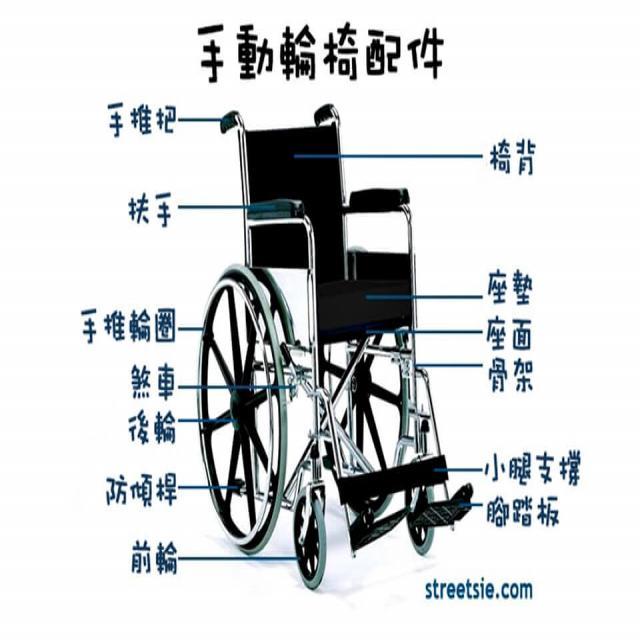 手動輪椅配件
手推把
椅背
扶手
座墊
手推輪圈
座面
骨架
煞車
後輪
小腿支撐
防傾桿
腳踏板
前輪
streetsie.com